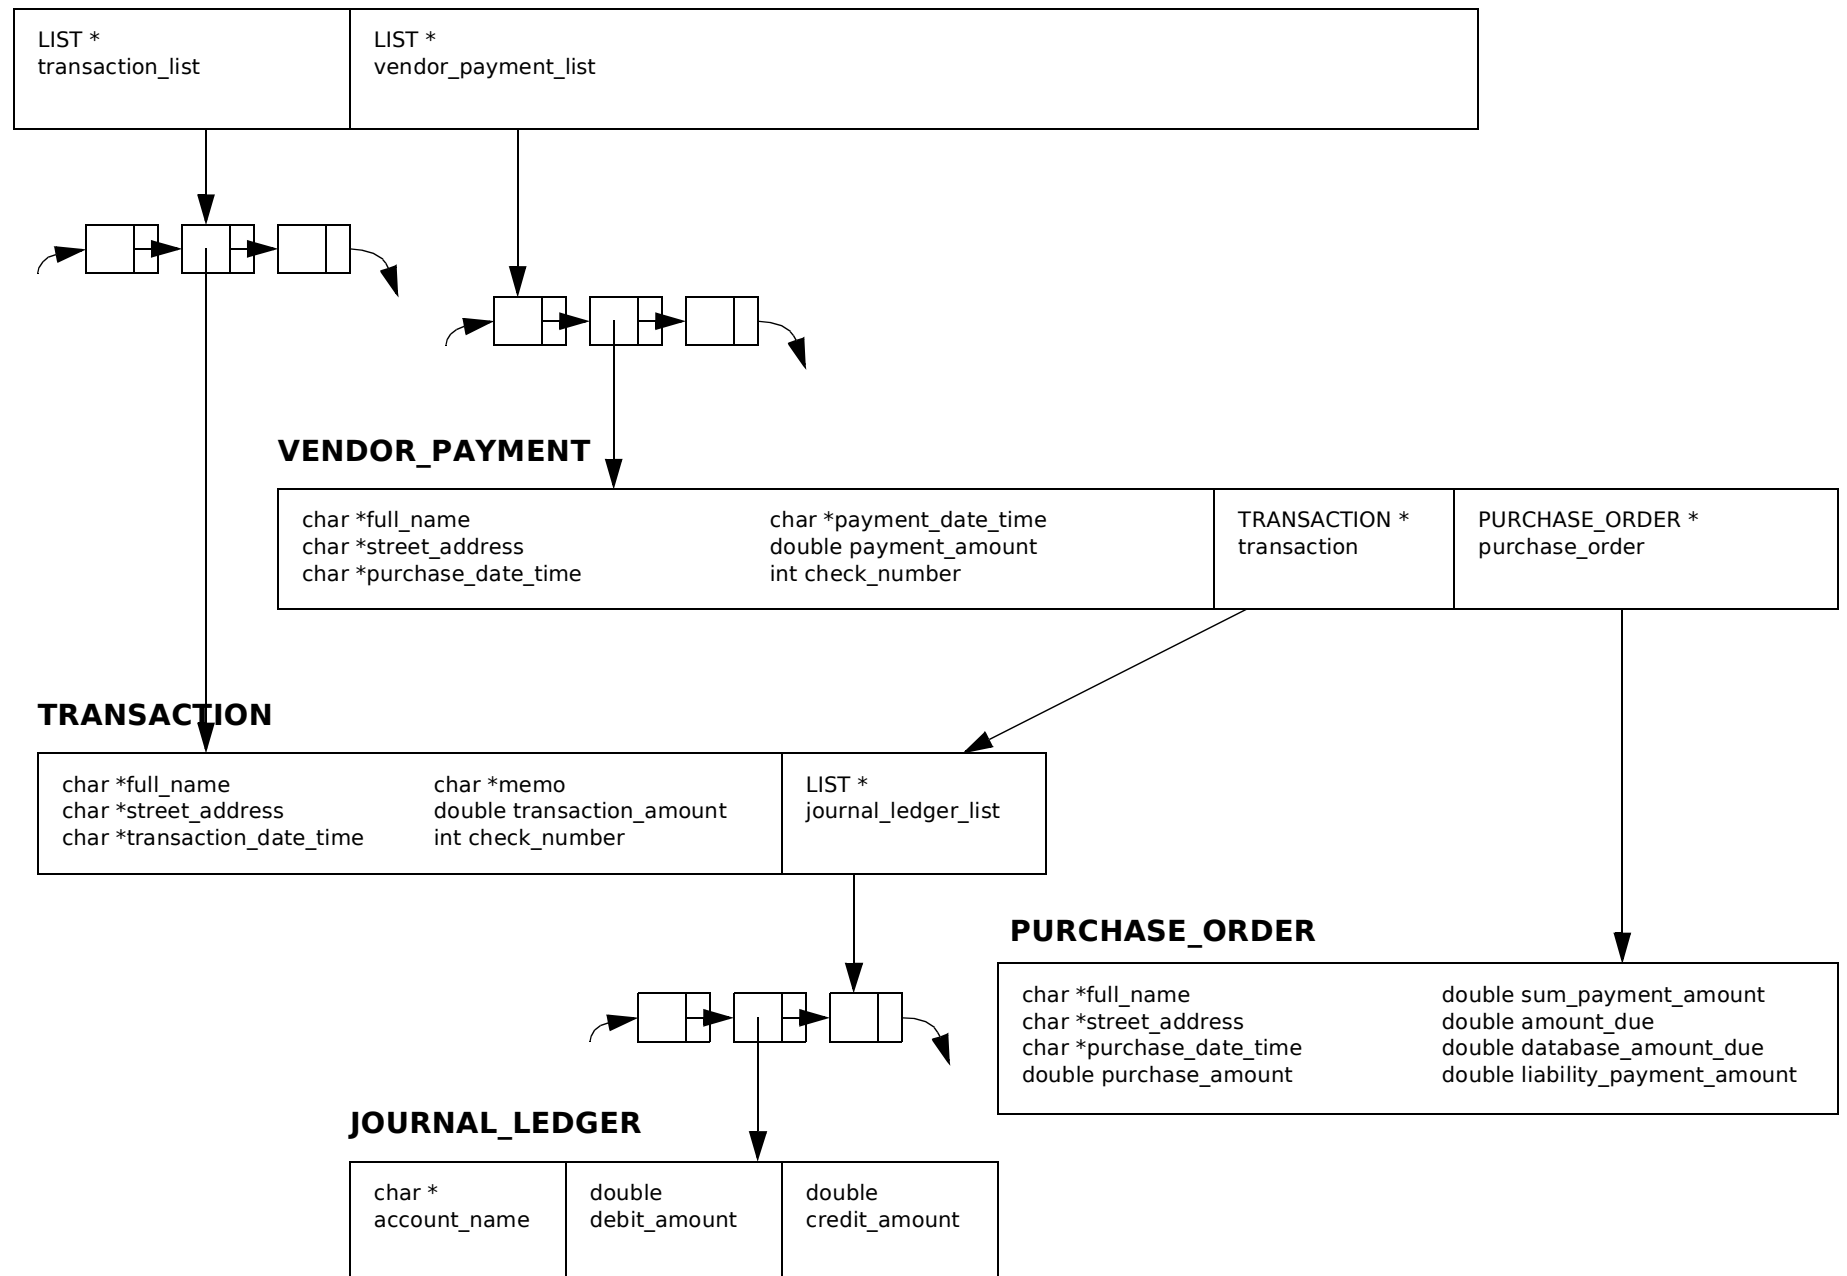 LIST *
transaction_list
LIST *
vendor_payment_list
VENDOR_PAYMENT
char *full_name
char *street_address
char *purchase_date_time
char *payment_date_time
double payment_amount
int check_number
TRANSACTION *
transaction
PURCHASE_ORDER *
purchase_order
TRANSACTION
char *full_name
char *street_address
char *transaction_date_time
char *memo
double transaction_amount
int check_number
LIST *
journal_ledger_list
PURCHASE_ORDER
char *full_name
char *street_address
char *purchase_date_time
double purchase_amount
double sum_payment_amount
double amount_due
double database_amount_due
double liability_payment_amount
JOURNAL_LEDGER
char *
account_name
double
debit_amount
double
credit_amount